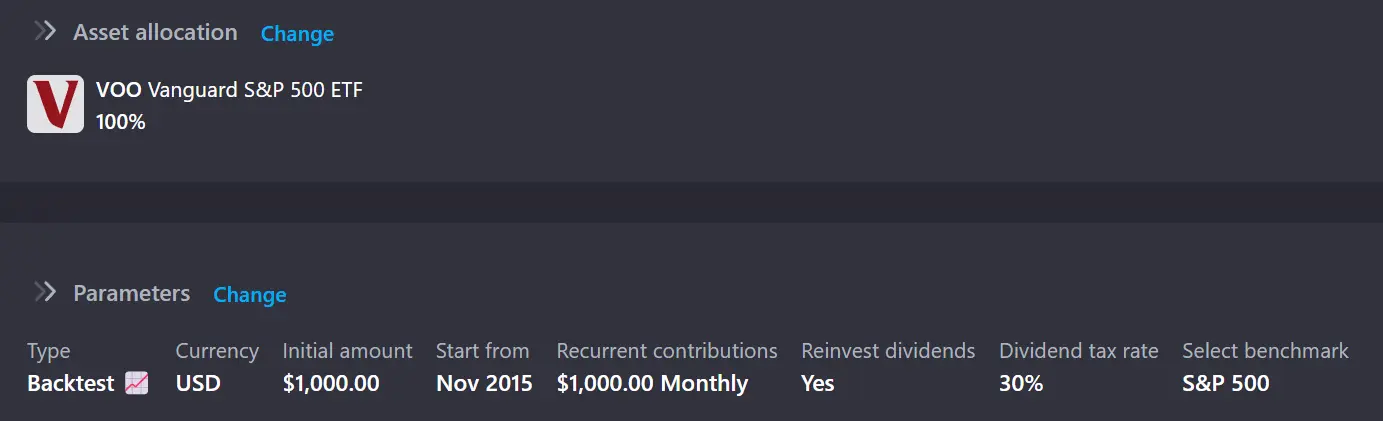 Asset allocation Change
VOO Vanguard S&P 500 ETF
100%
Parameters Change
Type Currency Initial amount Start from Recurrent contributions Reinvest dividends Dividend tax rate Select benchmark
Backtest USD $1,000.00 Nov 2015 $1,000.00 Monthly Yes 30% S&P 500